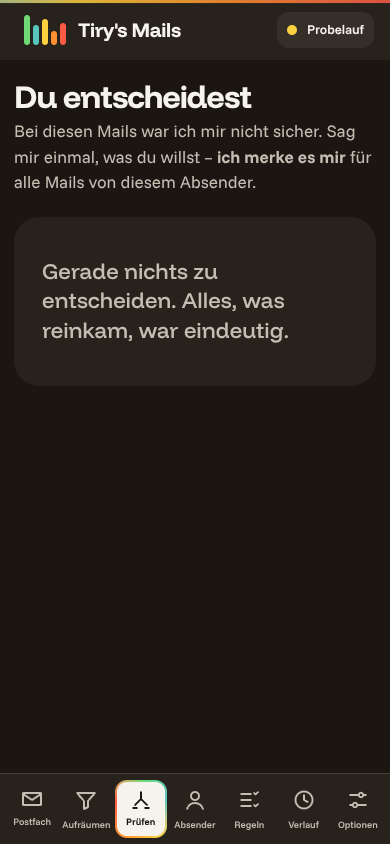 Tiry's Mails
Probelauf
Du entscheidest
Bei diesen Mails war ich mir nicht sicher. Sag
mir einmal, was du willst – ich merke es mir für
alle Mails von diesem Absender.
Gerade nichts zu
entscheiden. Alles, was
reinkam, war eindeutig.
Postfach
Aufräumen
Prüfen
Absender
Regeln
Verlauf
Optionen